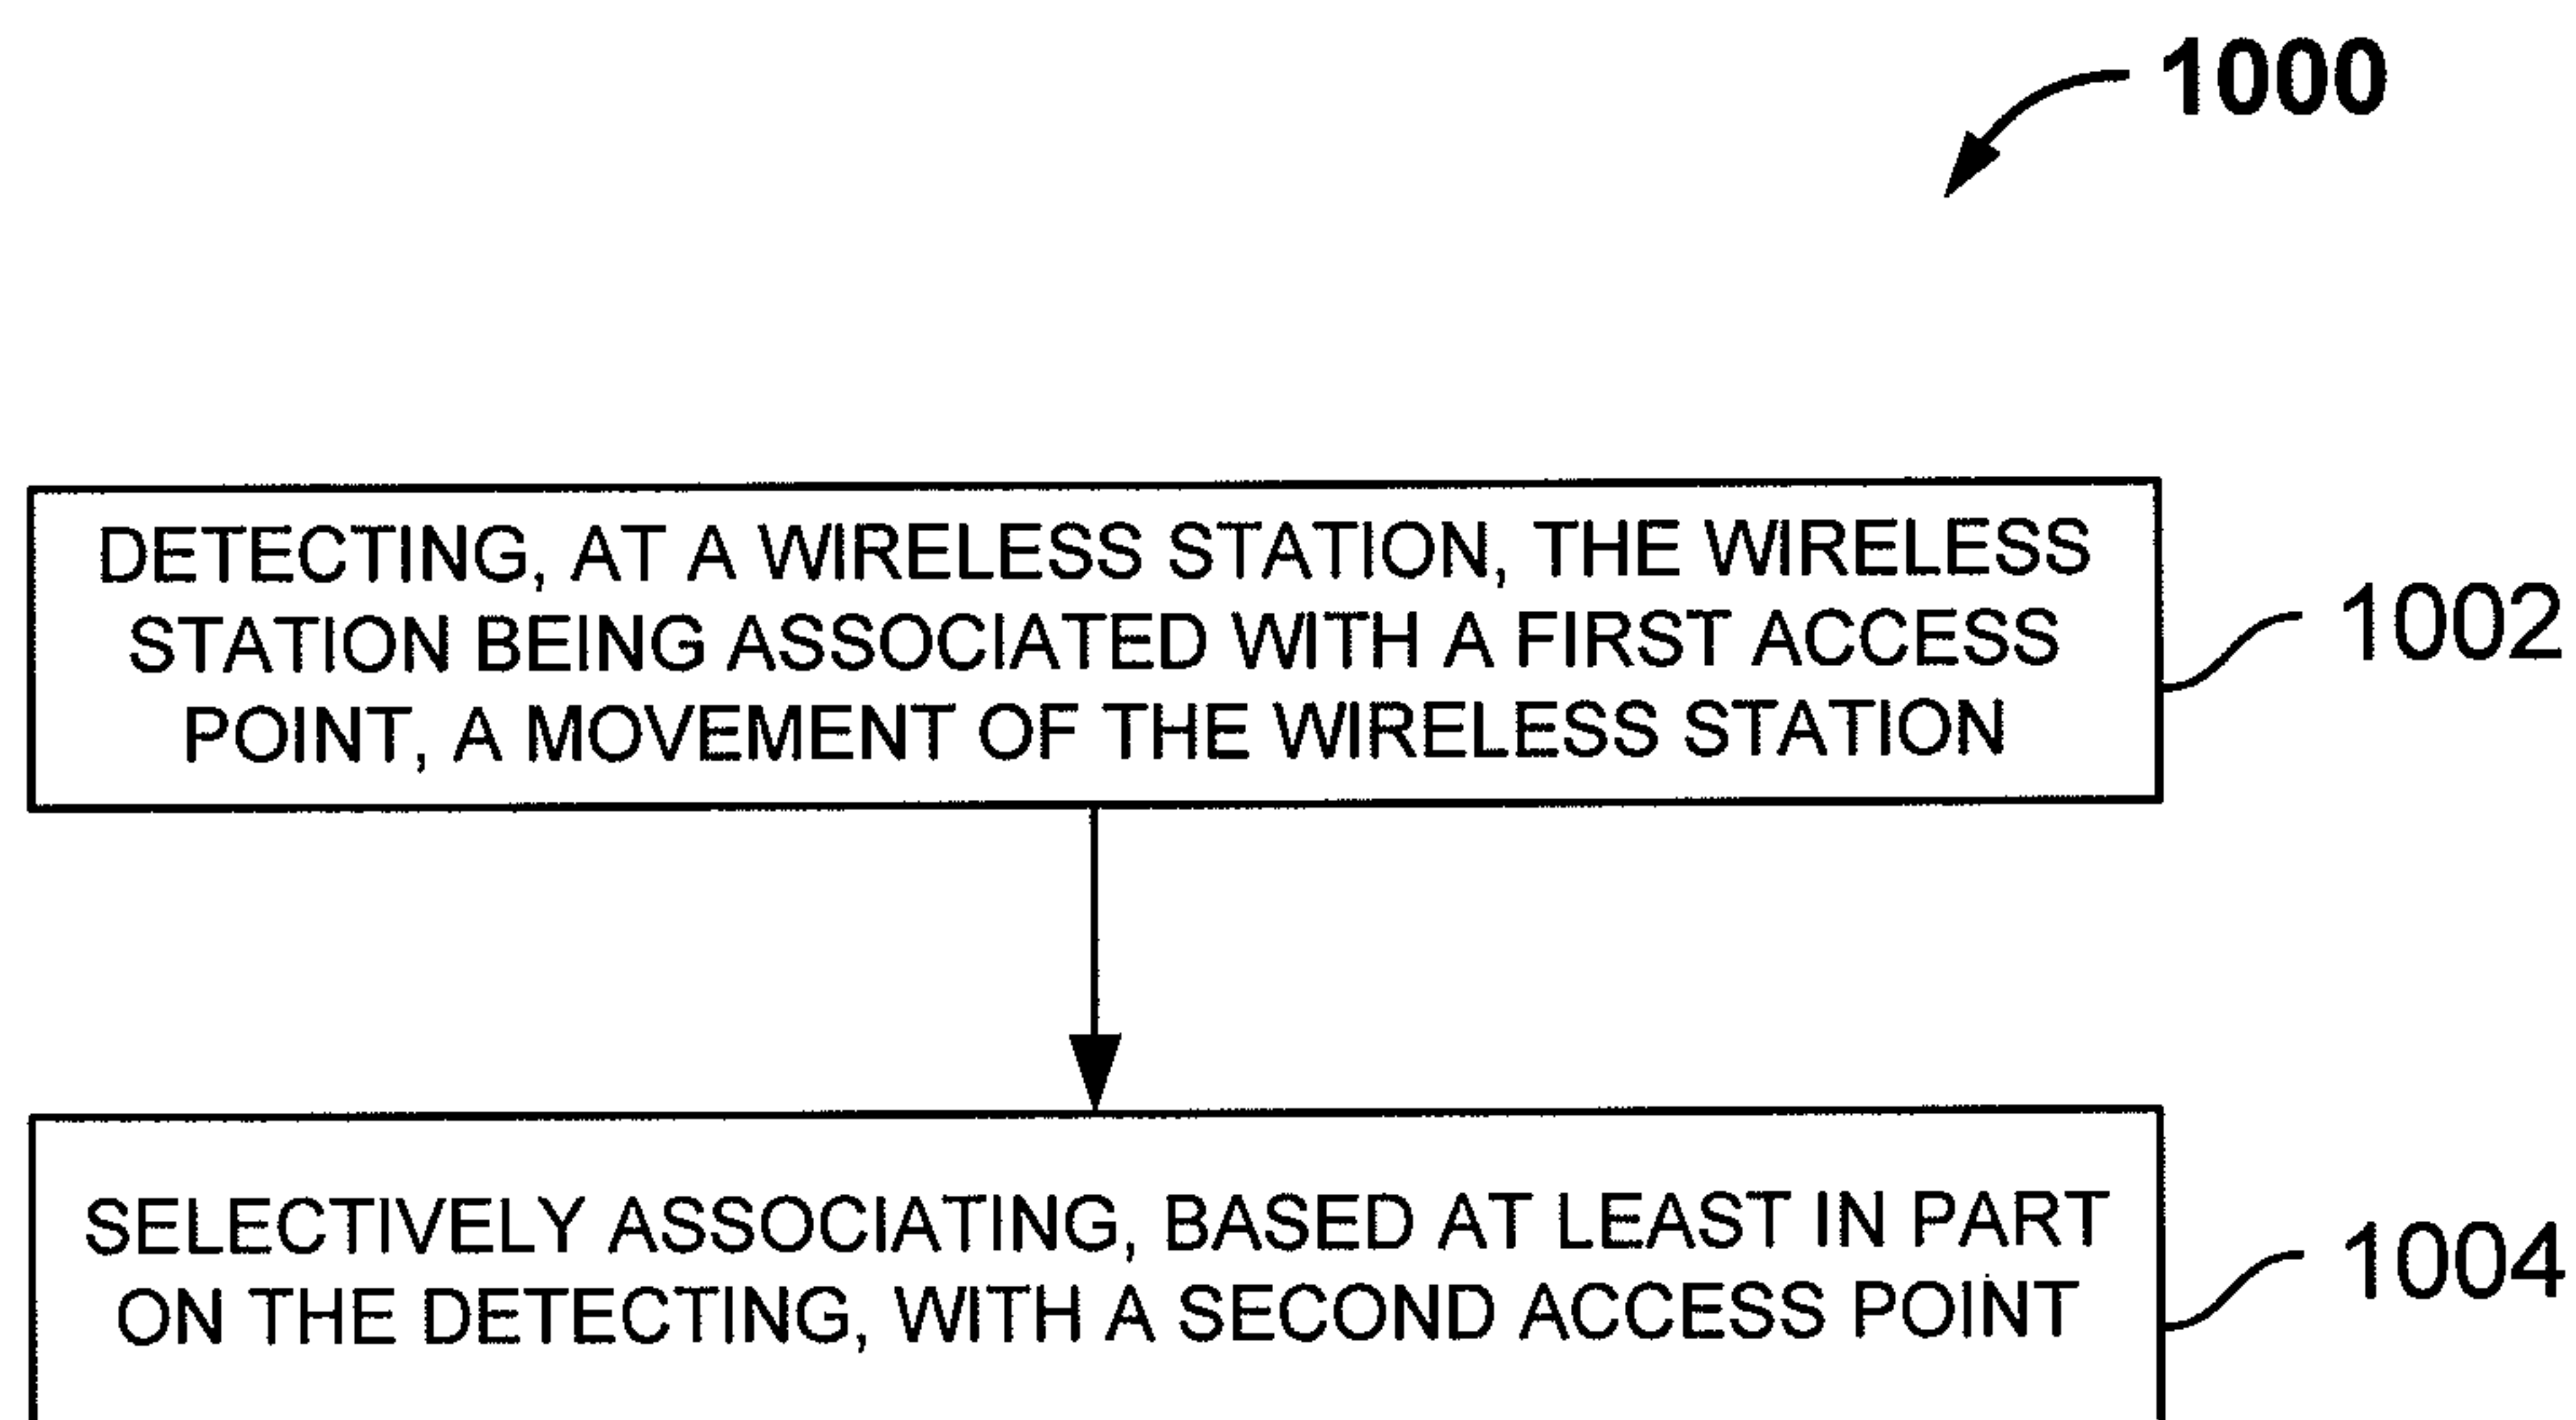 1000
DETECTING, AT A WIRELESS STATION, THE WIRELESS
STATION BEING ASSOCIATED WITH A FIRST ACCESS
POINT, A MOVEMENT OF THE WIRELESS STATION
1002
SELECTIVELY ASSOCIATING, BASED AT LEAST IN PART
ON THE DETECTING, WITH A SECOND ACCESS POINT
1004